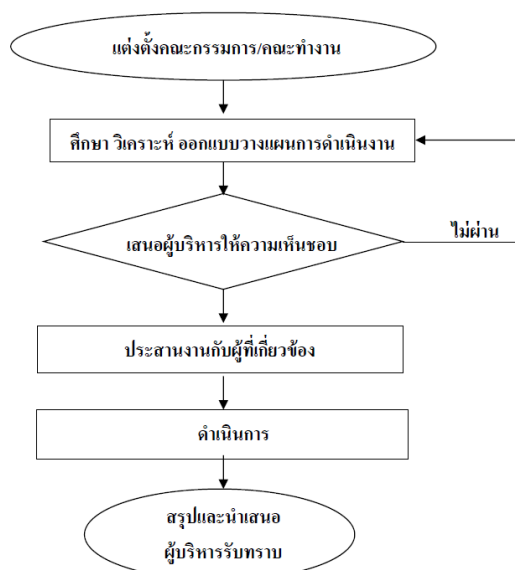 แต่งตั้งคณะกรรมการ/คณะทำงาน
ศึกษา วิเคราะห์ ออกแบบวางแผนการดำเนินงาน
เสนอผู้บริหารให้ความเห็นชอบ
ไม่ผ่าน
ประสานงานกับผู้ที่เกี่ยวข้อง
ดำเนินการ
สรุปและนำเสนอ
ผู้บริหารรับทราบ